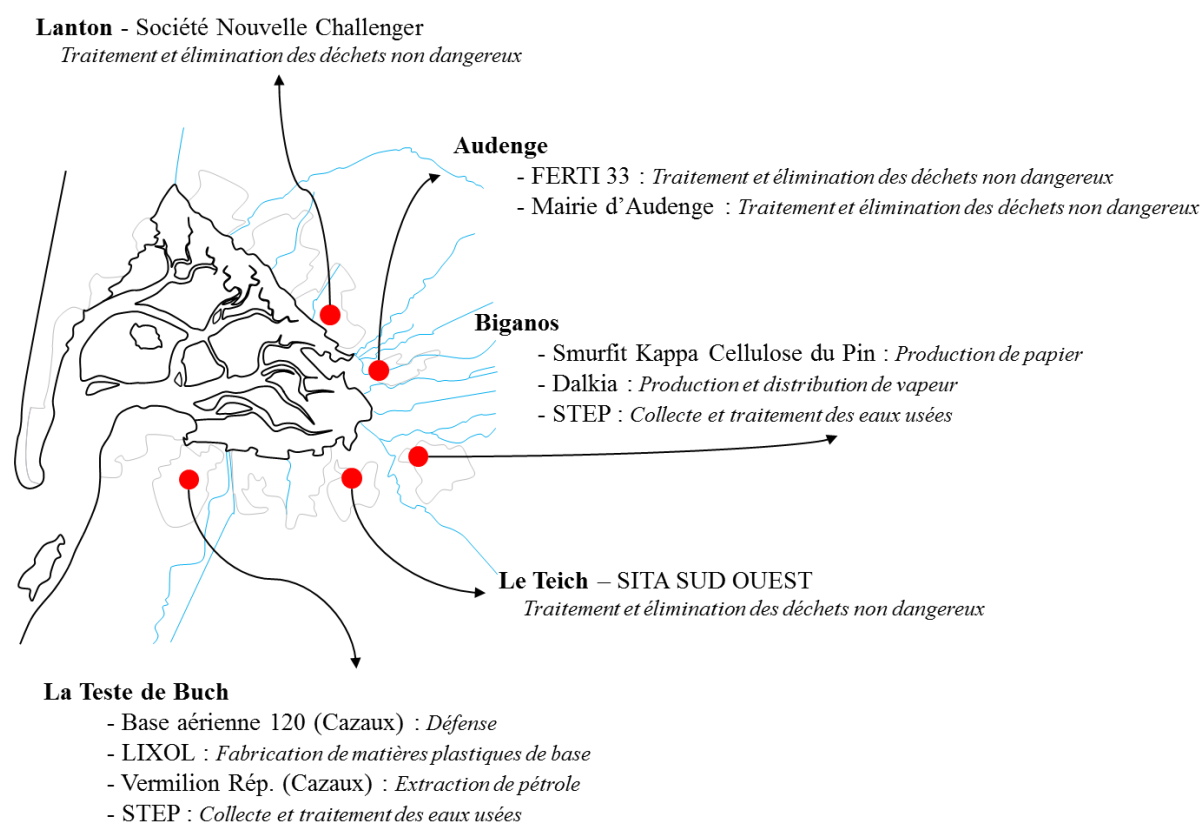 Lanton - Société Nouvelle Challenger
Traitement et élimination des déchets non dangereux
Audenge
- FERTI 33 : Traitement et élimination des déchets non dangereux
- Mairie d’Audenge : Traitement et élimination des déchets non dangereux
Biganos
- Smurfit Kappa Cellulose du Pin : Production de papier
- Dalkia : Production et distribution de vapeur
- STEP : Collecte et traitement des eaux usées
Le Teich – SITA SUD OUEST
Traitement et élimination des déchets non dangereux
La Teste de Buch
- Base aérienne 120 (Cazaux) : Défense
- LIXOL : Fabrication de matières plastiques de base
- Vermilion Rép. (Cazaux) : Extraction de pétrole
- STEP : Collecte et traitement des eaux usées